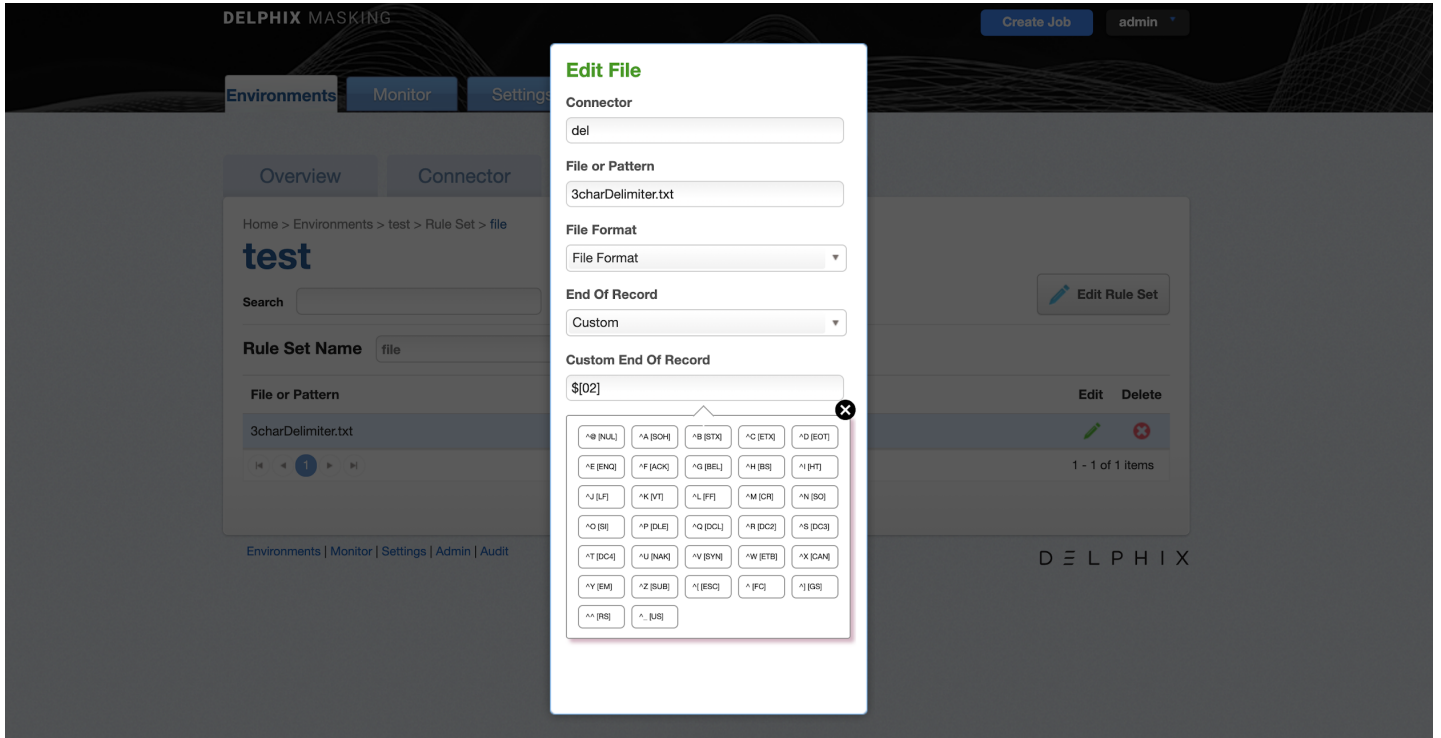 DELPHIX MASKING
Create Job
admin
Environments
Monitor
Settings
Overview
Connector
Home > Environments > test > Rule Set > file
test
Search
Edit Rule Set
Rule Set Name
file
File or Pattern
Edit
Delete
3charDelimiter.txt
1
1 - 1 of 1 items
Environments | Monitor | Settings | Admin | Audit
DELPHIX
Edit File
Connector
del
File or Pattern
3charDelimiter.txt
File Format
File Format
End Of Record
Custom
Custom End Of Record
$[02]
^@ [NUL] ^A [SOH] ^B [STX] ^C [ETX] ^D [EOT]
^E [ENQ] ^F [ACK] ^G [BEL] ^H [BS] ^I [HT]
^J [LF] ^K [VT] ^L [FF] ^M [CR] ^N [SO]
^O [SI] ^P [DLE] ^Q [DCL] ^R [DC2] ^S [DC3]
^T [DC4] ^U [NAK] ^V [SYN] ^W [ETB] ^X [CAN]
^Y [EM] ^Z [SUB] ^[ [ESC] ^ [FC] ^] [GS]
^^ [RS] ^_ [US]